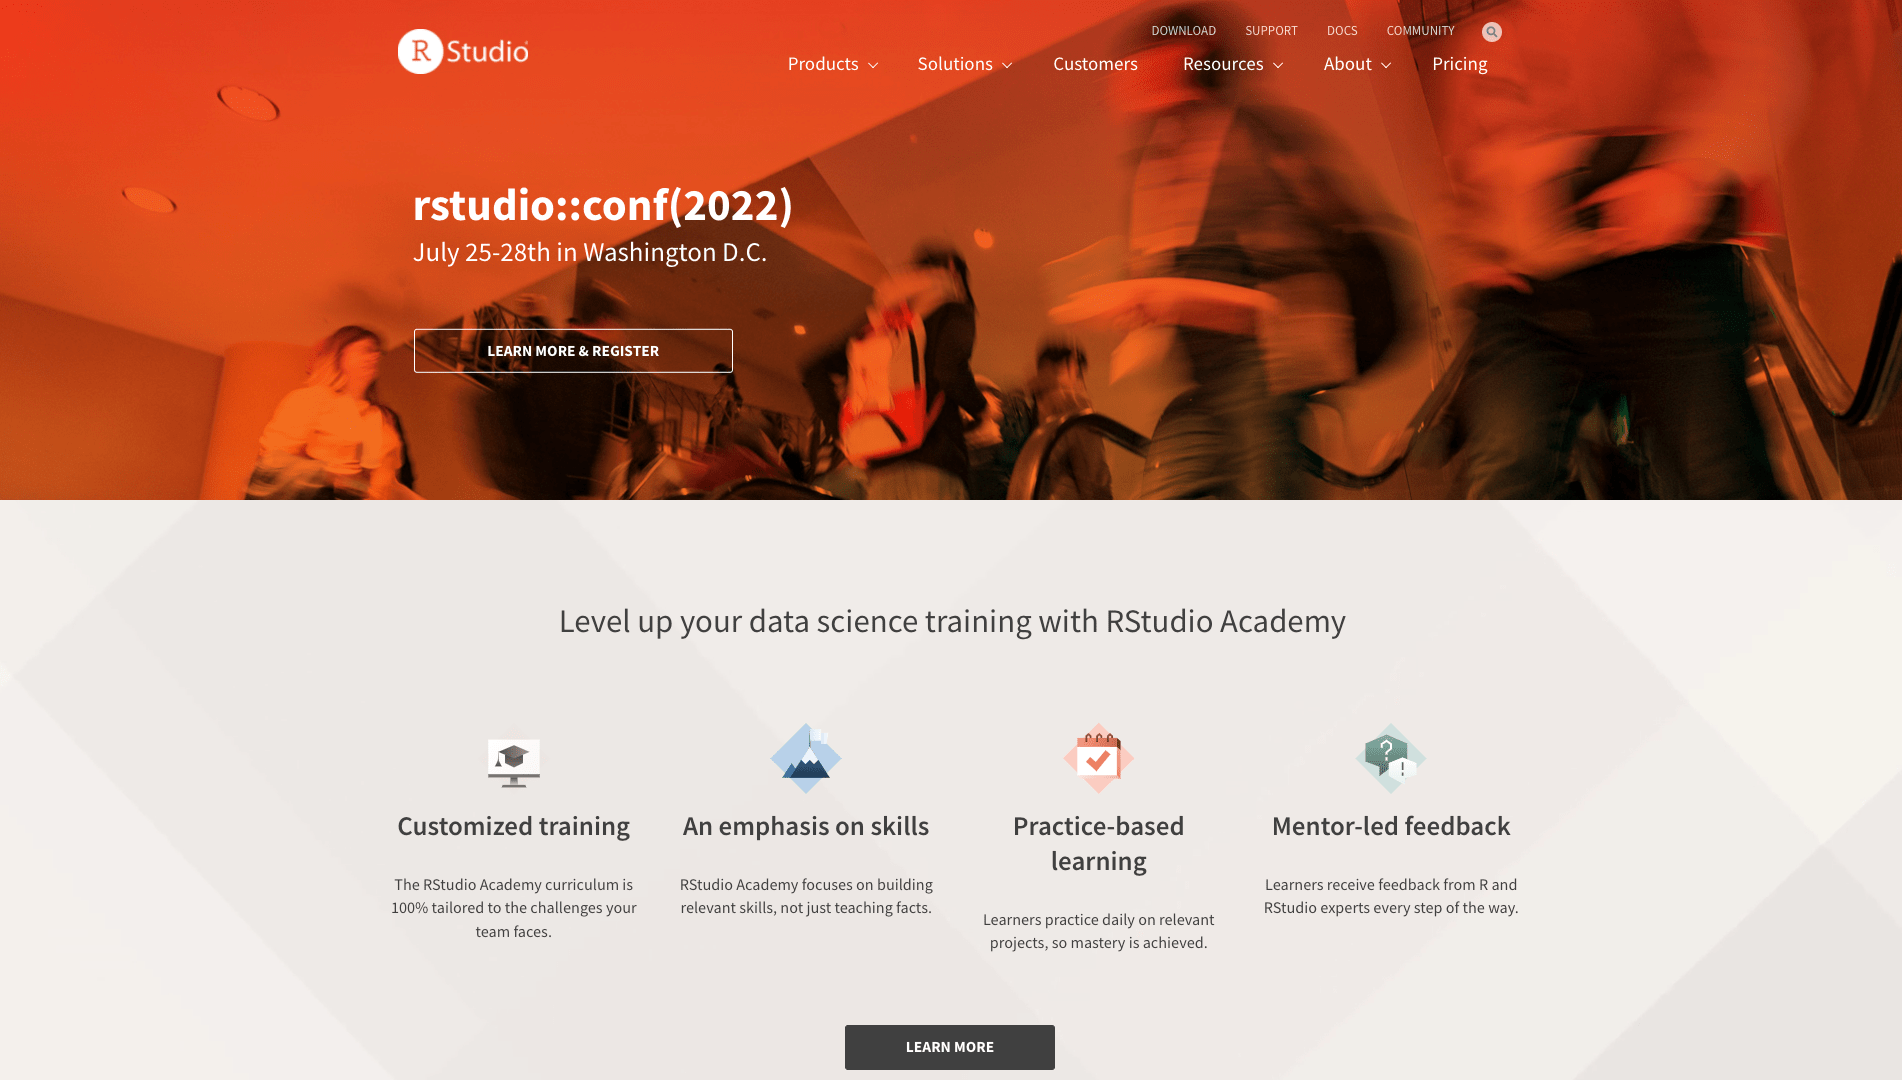 R Studio
DOWNLOAD SUPPORT DOCS COMMUNITY
Products Solutions Customers Resources About Pricing
rstudio::conf(2022)
July 25-28th in Washington D.C.
LEARN MORE & REGISTER
Level up your data science training with RStudio Academy
Customized training
The RStudio Academy curriculum is
100% tailored to the challenges your
team faces.
An emphasis on skills
RStudio Academy focuses on building
relevant skills, not just teaching facts.
Practice-based
learning
Learners practice daily on relevant
projects, so mastery is achieved.
? !
Mentor-led feedback
Learners receive feedback from R and
RStudio experts every step of the way.
LEARN MORE